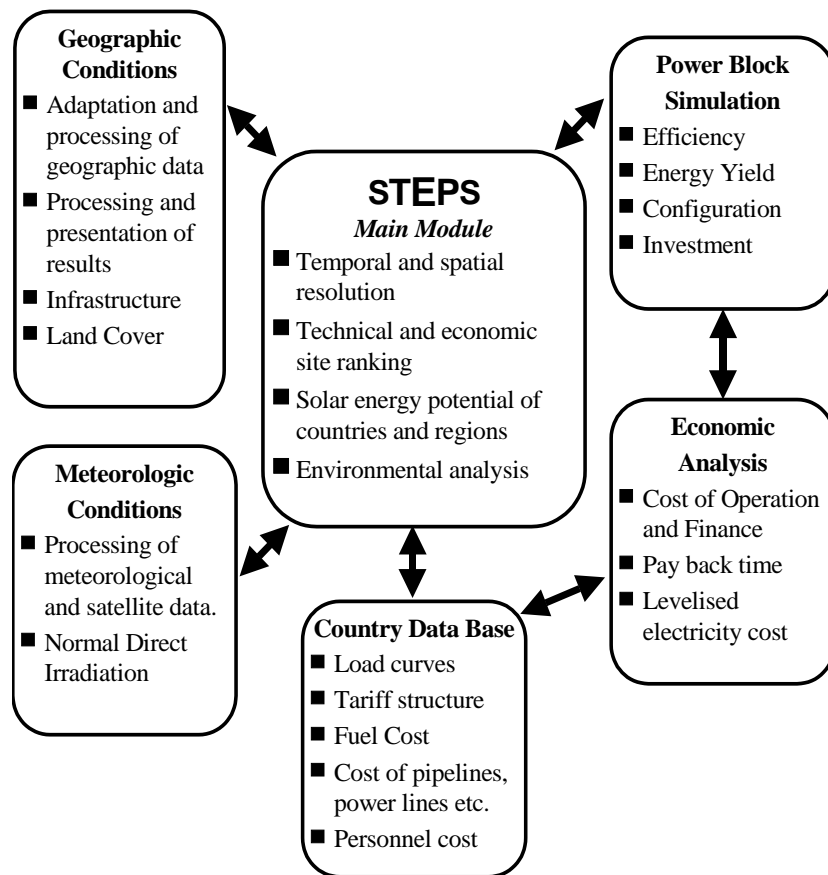 Geographic
Conditions
■ Adaptation and
processing of
geographic data
■ Processing and
presentation of
results
■ Infrastructure
■ Land Cover
STEPS
Main Module
■ Temporal and spatial
resolution
■ Technical and economic
site ranking
■ Solar energy potential of
countries and regions
■ Environmental analysis
Power Block
Simulation
■ Efficiency
■ Energy Yield
■ Configuration
■ Investment
Meteorologic
Conditions
■ Processing of
meteorological
and satellite data.
■ Normal Direct
Irradiation
Country Data Base
■ Load curves
■ Tariff structure
■ Fuel Cost
■ Cost of pipelines,
power lines etc.
■ Personnel cost
Economic
Analysis
■ Cost of Operation
and Finance
■ Pay back time
■ Levelised
electricity cost